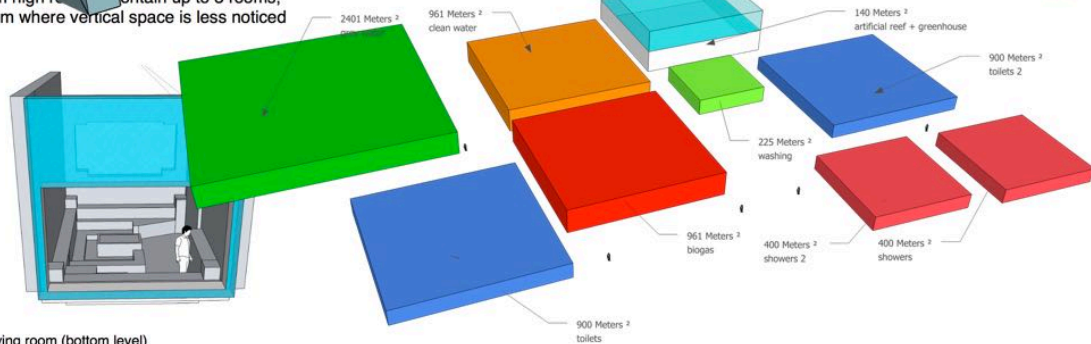 ontain up to 3 rooms,
m where vertical space is less noticed
2401 Meters ²
961 Meters ²
clean water
140 Meters ²
artificial reef + greenhouse
900 Meters ²
toilets 2
225 Meters ²
washing
961 Meters ²
biogas
400 Meters ²
showers 2
400 Meters ²
showers
900 Meters ²
toilets
ving room (bottom level)